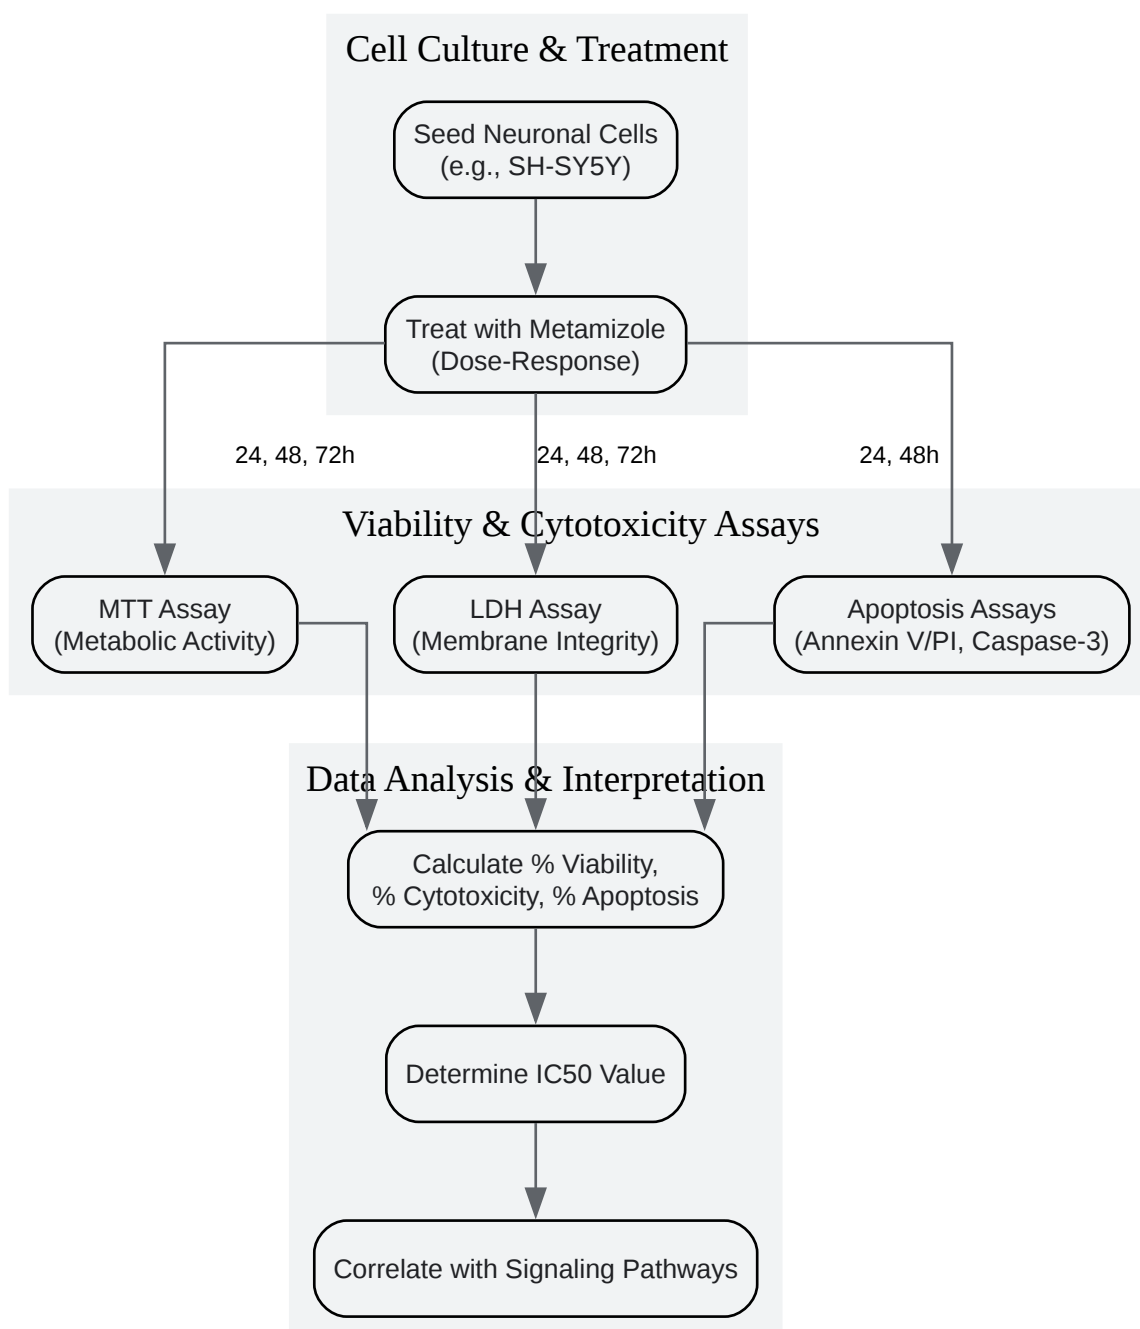 Cell Culture & Treatment
Seed Neuronal Cells
(e.g., SH-SY5Y)
Treat with Metamizole
(Dose-Response)
24, 48, 72h
24, 48, 72h
24, 48h
Viability & Cytotoxicity Assays
MTT Assay
(Metabolic Activity)
LDH Assay
(Membrane Integrity)
Apoptosis Assays
(Annexin V/PI, Caspase-3)
Data Analysis & Interpretation
Calculate % Viability,
% Cytotoxicity, % Apoptosis
Determine IC50 Value
Correlate with Signaling Pathways